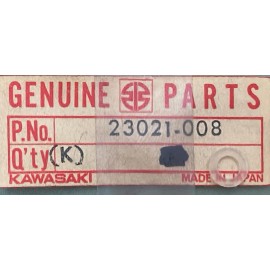 GENUINE PARTS
P.No. 23021-008
Q'ty (K)
KAWASAKI MADE IN JAPAN